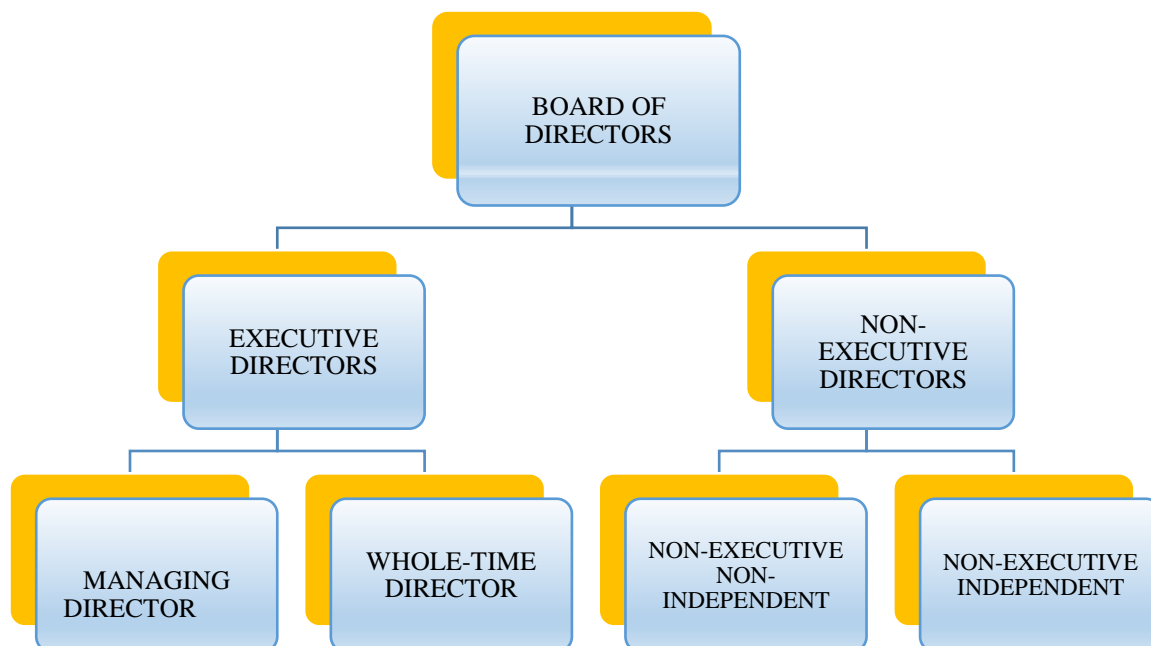 BOARD OF
DIRECTORS
EXECUTIVE
DIRECTORS
NON-
EXECUTIVE
DIRECTORS
MANAGING
DIRECTOR
WHOLE-TIME
DIRECTOR
NON-EXECUTIVE
NON-
INDEPENDENT
NON-EXECUTIVE
INDEPENDENT